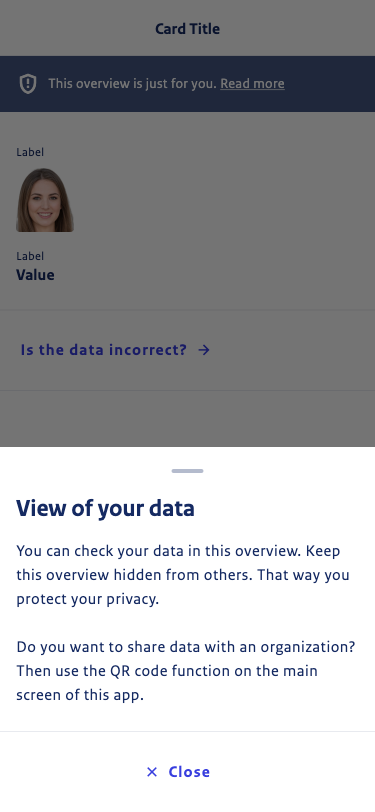 Card Title
This overview is just for you. Read more
Label
Label
Value
Is the data incorrect?
View of your data
You can check your data in this overview. Keep
this overview hidden from others. That way you
protect your privacy.
Do you want to share data with an organization?
Then use the QR code function on the main
screen of this app.
Close